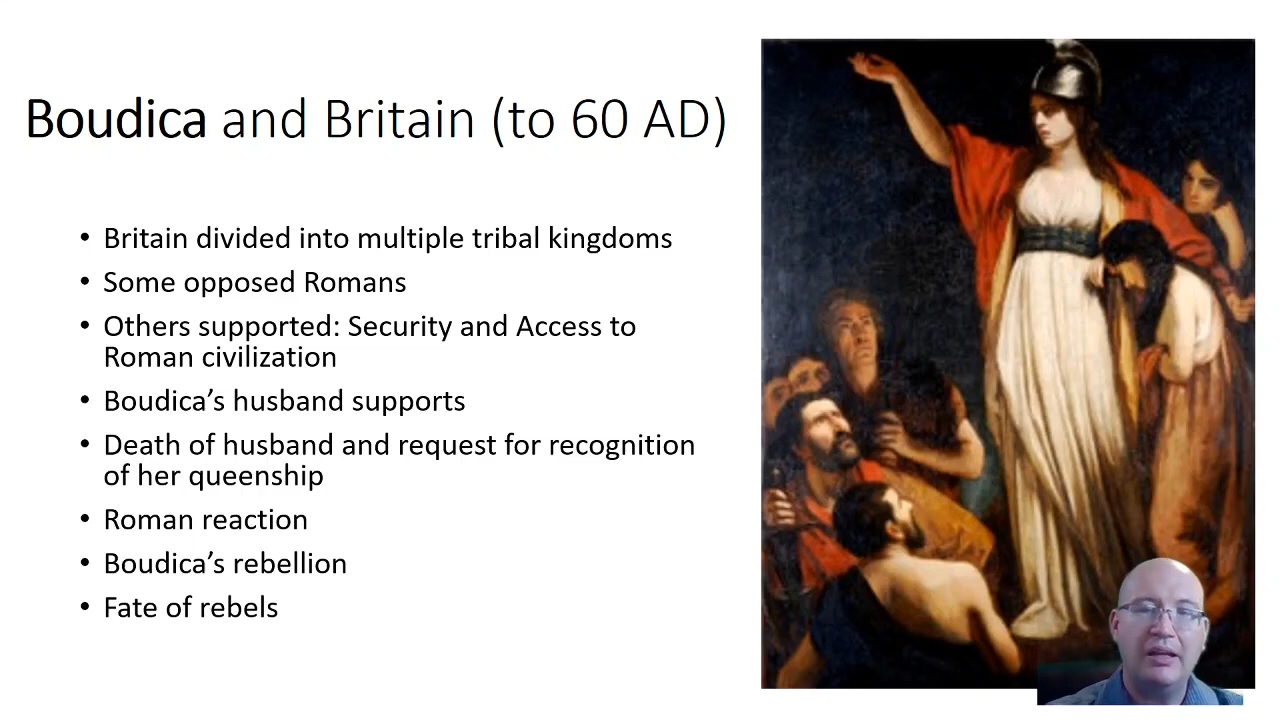 Boudica and Britain (to 60 AD)
• Britain divided into multiple tribal kingdoms
• Some opposed Romans
• Others supported: Security and Access to
Roman civilization
• Boudica’s husband supports
• Death of husband and request for recognition
of her queenship
• Roman reaction
• Boudica’s rebellion
• Fate of rebels